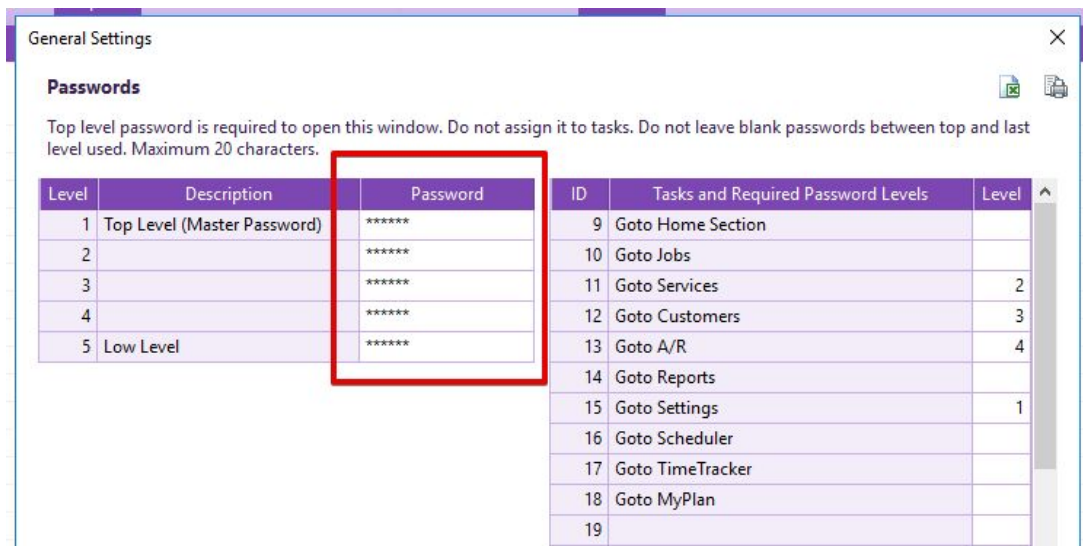 General Settings
Passwords
Top level password is required to open this window. Do not assign it to tasks. Do not leave blank passwords between top and last
level used. Maximum 20 characters.
Level Description Password
1 Top Level (Master Password) ******
2 ******
3 ******
4 ******
5 Low Level ******
ID Tasks and Required Password Levels Level
9 Goto Home Section
10 Goto Jobs
11 Goto Services 2
12 Goto Customers 3
13 Goto A/R 4
14 Goto Reports
15 Goto Settings 1
16 Goto Scheduler
17 Goto TimeTracker
18 Goto MyPlan
19